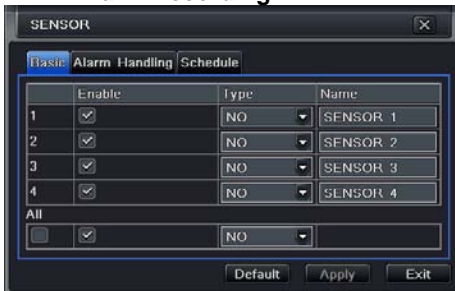 SENSOR
Basic Alarm Handling Schedule
Enable Type Name
1 NO SENSOR 1
2 NO SENSOR 2
3 NO SENSOR 3
4 NO SENSOR 4
All
NO
Default Apply Exit